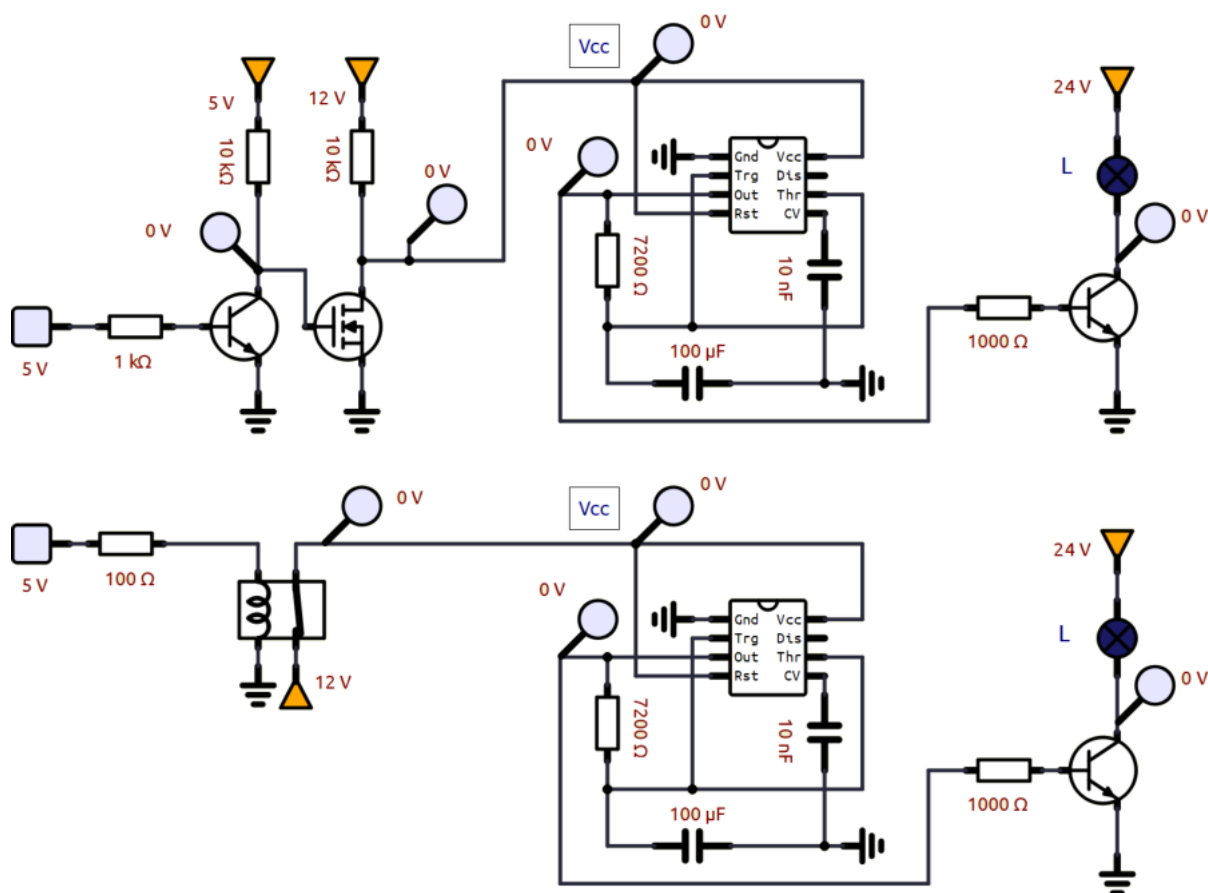 0 V
Vcc
5 V
12 V
24 V
10 kΩ
10 kΩ
0 V
0 V
Gnd Vcc
Trg Dis
Out Thr
Rst CV
L
0 V
0 V
7200 Ω
10 nF
5 V
1 kΩ
100 µF
1000 Ω
0 V
Vcc
0 V
5 V
100 Ω
24 V
0 V
Gnd Vcc
Trg Dis
Out Thr
Rst CV
L
12 V
0 V
7200 Ω
10 nF
100 µF
1000 Ω